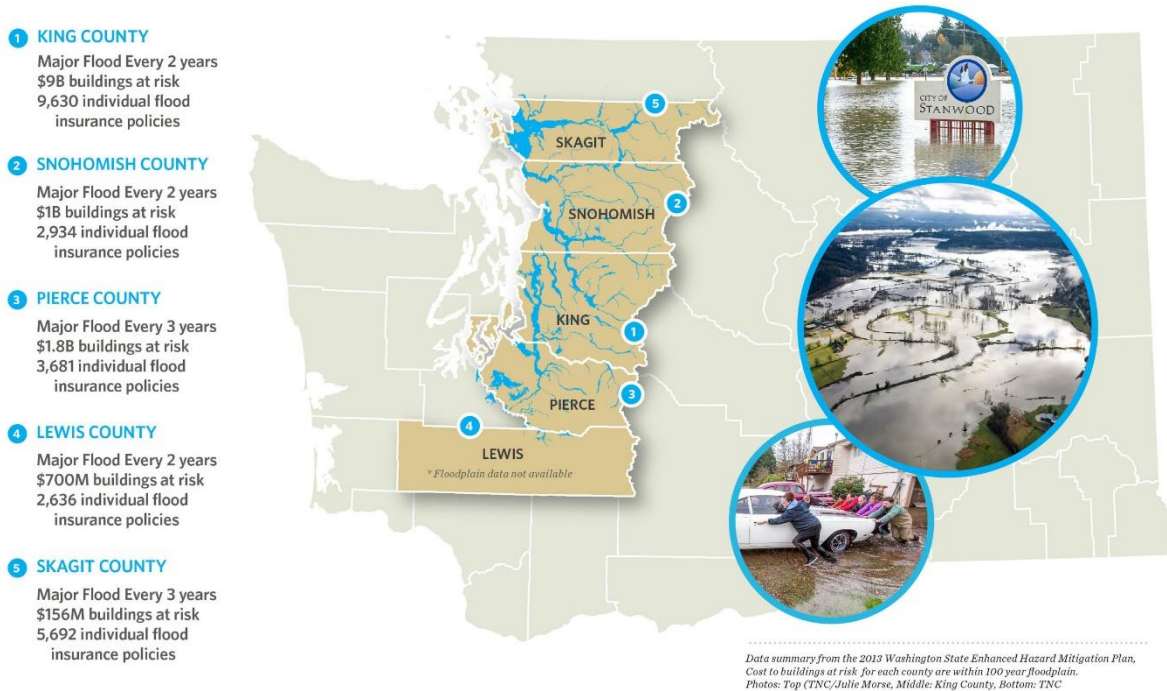 1 KING COUNTY
Major Flood Every 2 years
$9B buildings at risk
9,630 individual flood
insurance policies
2 SNOHOMISH COUNTY
Major Flood Every 2 years
$1B buildings at risk
2,934 individual flood
insurance policies
3 PIERCE COUNTY
Major Flood Every 3 years
$1.8B buildings at risk
3,681 individual flood
insurance policies
4 LEWIS COUNTY
Major Flood Every 2 years
$700M buildings at risk
2,636 individual flood
insurance policies
5 SKAGIT COUNTY
Major Flood Every 3 years
$156M buildings at risk
5,692 individual flood
insurance policies
5
SKAGIT
2
SNOHOMISH
KING
1
PIERCE
3
4
LEWIS
* Floodplain data not available
CITY OF
STANWOOD
Data summary from the 2013 Washington State Enhanced Hazard Mitigation Plan,
Cost to buildings at risk for each county are within 100 year floodplain.
Photos: Top (TNC/Julie Morse, Middle: King County, Bottom: TNC